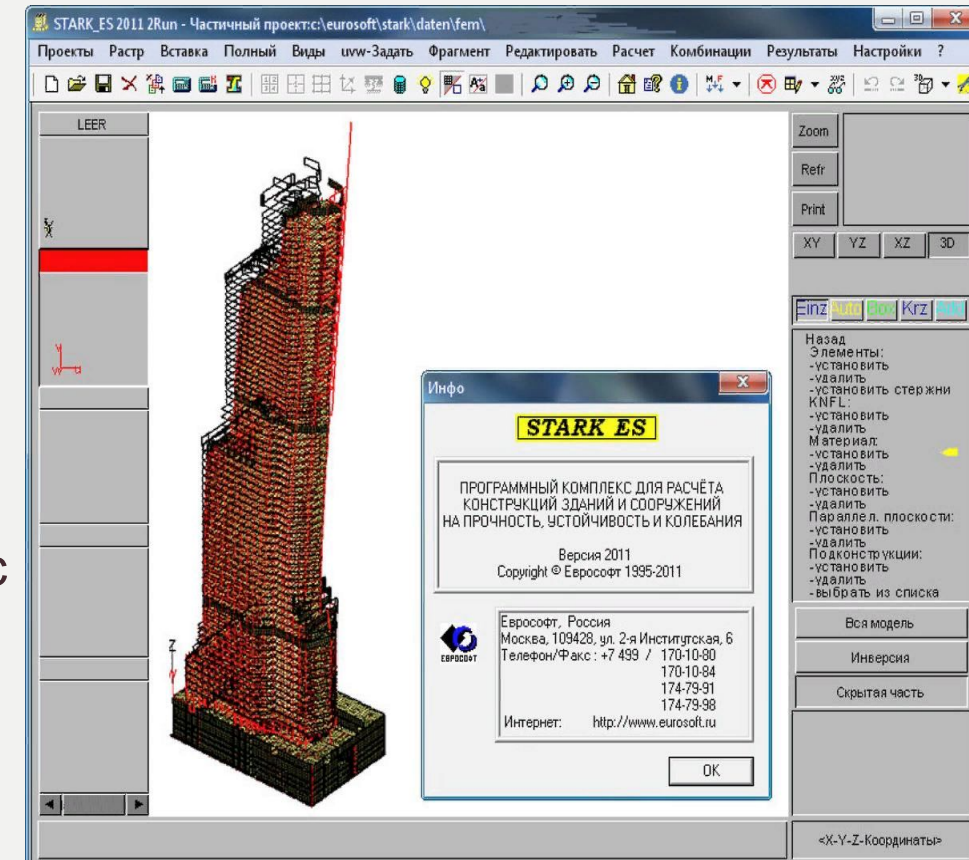 STARK_ES 2011 2Run - Частичный проект:c:\eurosoft\stark\daten\fem\
Проекты Растр Вставка Полный Виды uvw-Задать Фрагмент Редактировать Расчет Комбинации Результаты Настройки ?
LEER
Zoom
Refr
Print
XY YZ XZ 3D
Einz Auto Box Krz
Назад
Элементы:
-установить
-удалить
-установить стержни
KNFL:
-установить
-удалить
Материал:
-установить
-удалить
Плоскость:
-установить
-удалить
Параллел. плоскости:
-установить
-удалить
Подконструкции:
-установить
-удалить
-выбрать из списка
Вся модель
Инверсия
Скрытая часть
<X-Y-Z-Координаты>
Z
с
Инфо
STARK ES
ПРОГРАММНЫЙ КОМПЛЕКС ДЛЯ РАСЧЁТА
КОНСТРУКЦИЙ ЗДАНИЙ И СООРУЖЕНИЙ
НА ПРОЧНОСТЬ, УСТОЙЧИВОСТЬ И КОЛЕБАНИЯ
Версия 2011
Copyright © Еврософт 1995-2011
ЕВРОСОФТ
Еврософт, Россия
Москва, 109428, ул. 2-я Институтская, 6
Телефон/Факс : +7 499 / 170-10-80
170-10-84
174-79-91
174-79-98
Интернет: http://www.eurosoft.ru
OK